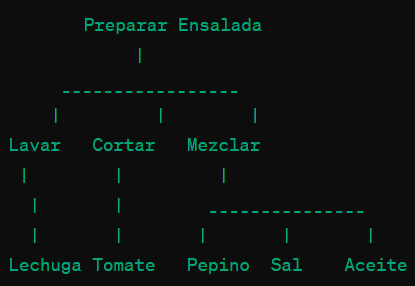 Preparar Ensalada
|
-----------------
| | |
Lavar Cortar Mezclar
| | |
| | ---------------
| | | | |
Lechuga Tomate Pepino Sal Aceite